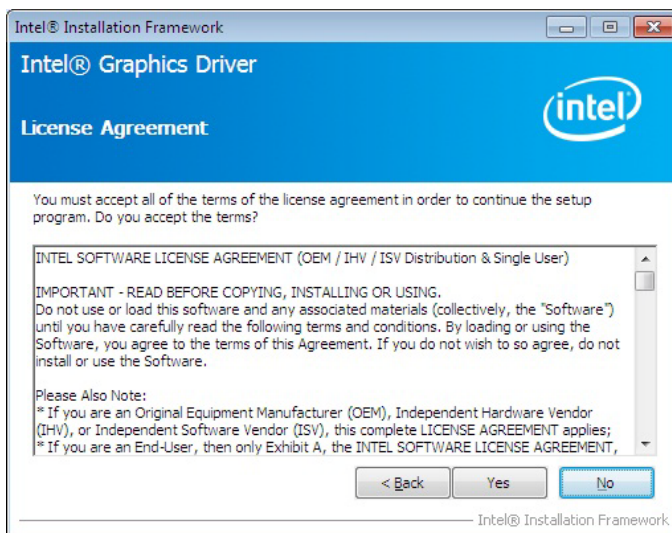 Intel® Installation Framework
Intel® Graphics Driver
intel
License Agreement
You must accept all of the terms of the license agreement in order to continue the setup
program. Do you accept the terms?
INTEL SOFTWARE LICENSE AGREEMENT (OEM / IHV / ISV Distribution & Single User)
IMPORTANT - READ BEFORE COPYING, INSTALLING OR USING.
Do not use or load this software and any associated materials (collectively, the "Software")
until you have carefully read the following terms and conditions. By loading or using the
Software, you agree to the terms of this Agreement. If you do not wish to so agree, do not
install or use the Software.
Please Also Note:
* If you are an Original Equipment Manufacturer (OEM), Independent Hardware Vendor
(IHV), or Independent Software Vendor (ISV), this complete LICENSE AGREEMENT applies;
* If you are an End-User, then only Exhibit A, the INTEL SOFTWARE LICENSE AGREEMENT,
< Back Yes No
Intel® Installation Framework